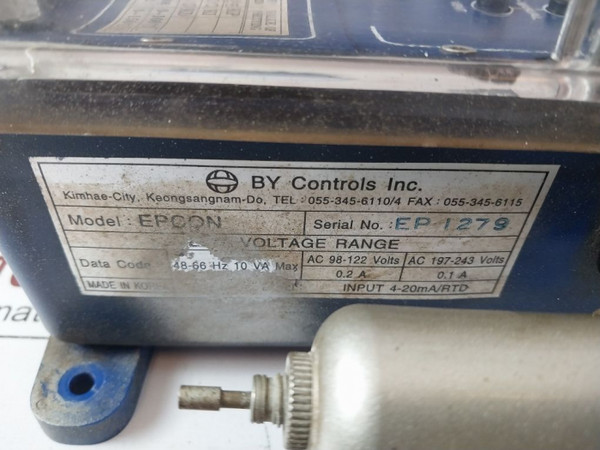 BY Controls Inc.
Kimhae-City, Keongsangnam-Do, TEL : 055-345-6110/4 FAX : 055-345-6115
Model : EPCON
Serial No. : EP 1279
VOLTAGE RANGE
Data Code 48-66 Hz 10 VA Max
AC 98-122 Volts AC 197-243 Volts
0.2 A 0.1 A
MADE IN
INPUT 4-20mA/RTD